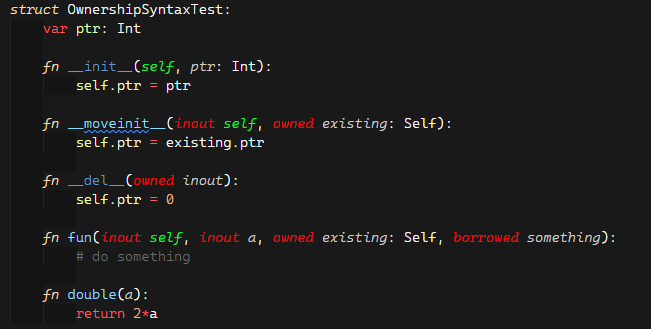 struct OwnershipSyntaxTest:
var ptr: Int
fn __init__(self, ptr: Int):
self.ptr = ptr
fn __moveinit__(inout self, owned existing: Self):
self.ptr = existing.ptr
fn __del__(owned inout):
self.ptr = 0
fn fun(inout self, inout a, owned existing: Self, borrowed something):
# do something
fn double(a):
return 2*a